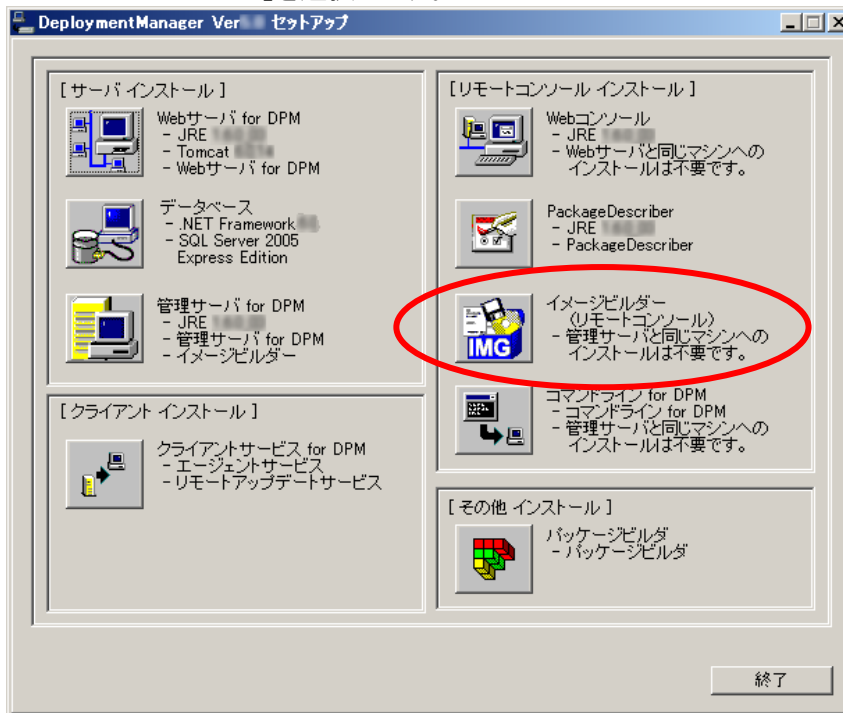 DeploymentManager Ver セットアップ
[サーバ インストール]
Webサーバ for DPM
- JRE
- Tomcat
- Webサーバ for DPM
データベース
- .NET Framework
- SQL Server 2005
Express Edition
管理サーバ for DPM
- JRE
- 管理サーバ for DPM
- イメージビルダー
[クライアント インストール]
クライアントサービス for DPM
- エージェントサービス
- リモートアップデートサービス
[リモートコンソール インストール]
Webコンソール
- JRE
- Webサーバと同じマシンへの
インストールは不要です。
PackageDescriber
- JRE
- PackageDescriber
イメージビルダー
(リモートコンソール)
- 管理サーバと同じマシンへの
インストールは不要です。
IMG
コマンドライン for DPM
- コマンドライン for DPM
- 管理サーバと同じマシンへの
インストールは不要です。
[その他 インストール]
パッケージビルダ
- パッケージビルダ
終了